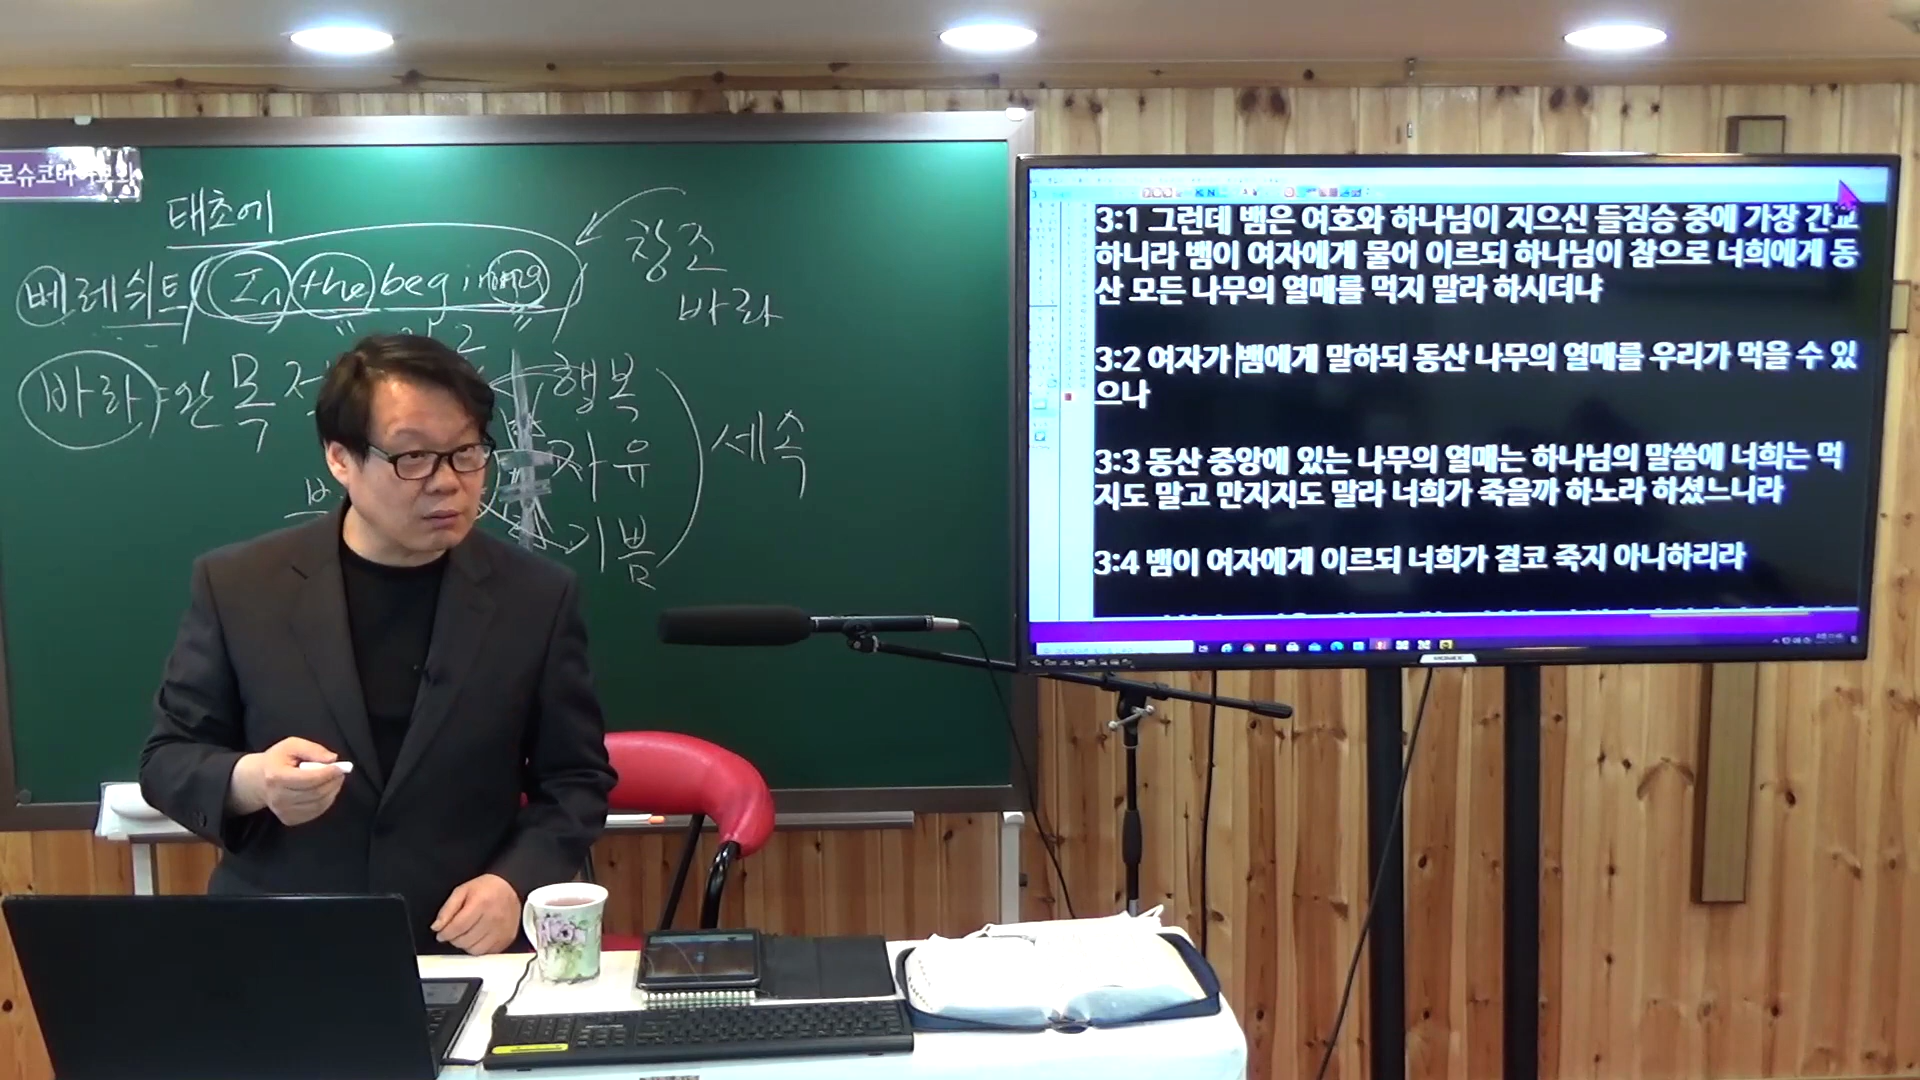 태초에
베레쉬트 In the begin
창조
바라
바라
행복
자유
기쁨
세속
3:1 그런데 뱀은 여호와 하나님이 지으신 들짐승 중에 가장 간교
하니라 뱀이 여자에게 물어 이르되 하나님이 참으로 너희에게 동
산 모든 나무의 열매를 먹지 말라 하시더냐
3:2 여자가 뱀에게 말하되 동산 나무의 열매를 우리가 먹을 수 있
으나
3:3 동산 중앙에 있는 나무의 열매는 하나님의 말씀에 너희는 먹
지도 말고 만지지도 말라 너희가 죽을까 하노라 하셨느니라
3:4 뱀이 여자에게 이르되 너희가 결코 죽지 아니하리라